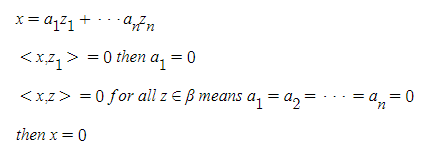 x = a₁z₁ + · · · aₙzₙ
<x,z₁> = 0 then a₁ = 0
<x,z> = 0 for all z ∈ β means a₁ = a₂ = · · · = aₙ = 0
then x = 0